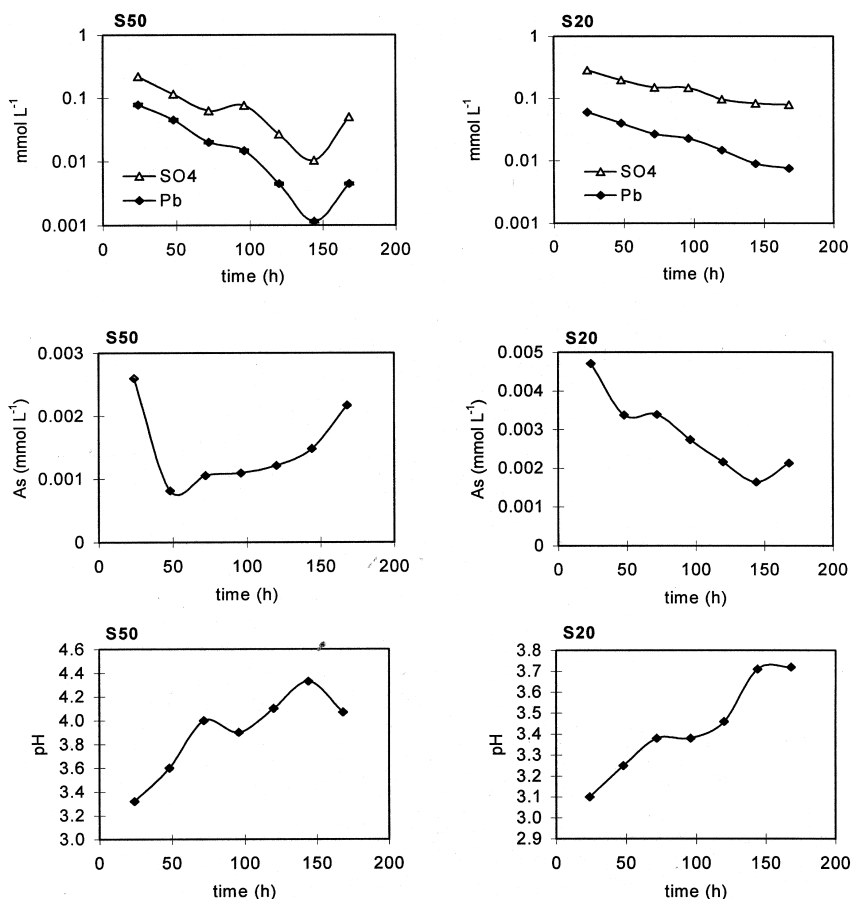 S50
1
0.1
0.01
0.001
mmol L-1
SO4
Pb
0 50 100 150 200
time (h)
S20
1
0.1
0.01
0.001
mmol L-1
SO4
Pb
0 50 100 150 200
time (h)
S50
0.003
0.002
0.001
0
As (mmol L-1)
0 50 100 150 200
time (h)
S20
0.005
0.004
0.003
0.002
0.001
0
As (mmol L-1)
0 50 100 150 200
time (h)
S50
4.6
4.4
4.2
4.0
3.8
3.6
3.4
3.2
3.0
pH
0 50 100 150 200
time (h)
S20
3.8
3.7
3.6
3.5
3.4
3.3
3.2
3.1
3.0
2.9
pH
0 50 100 150 200
time (h)